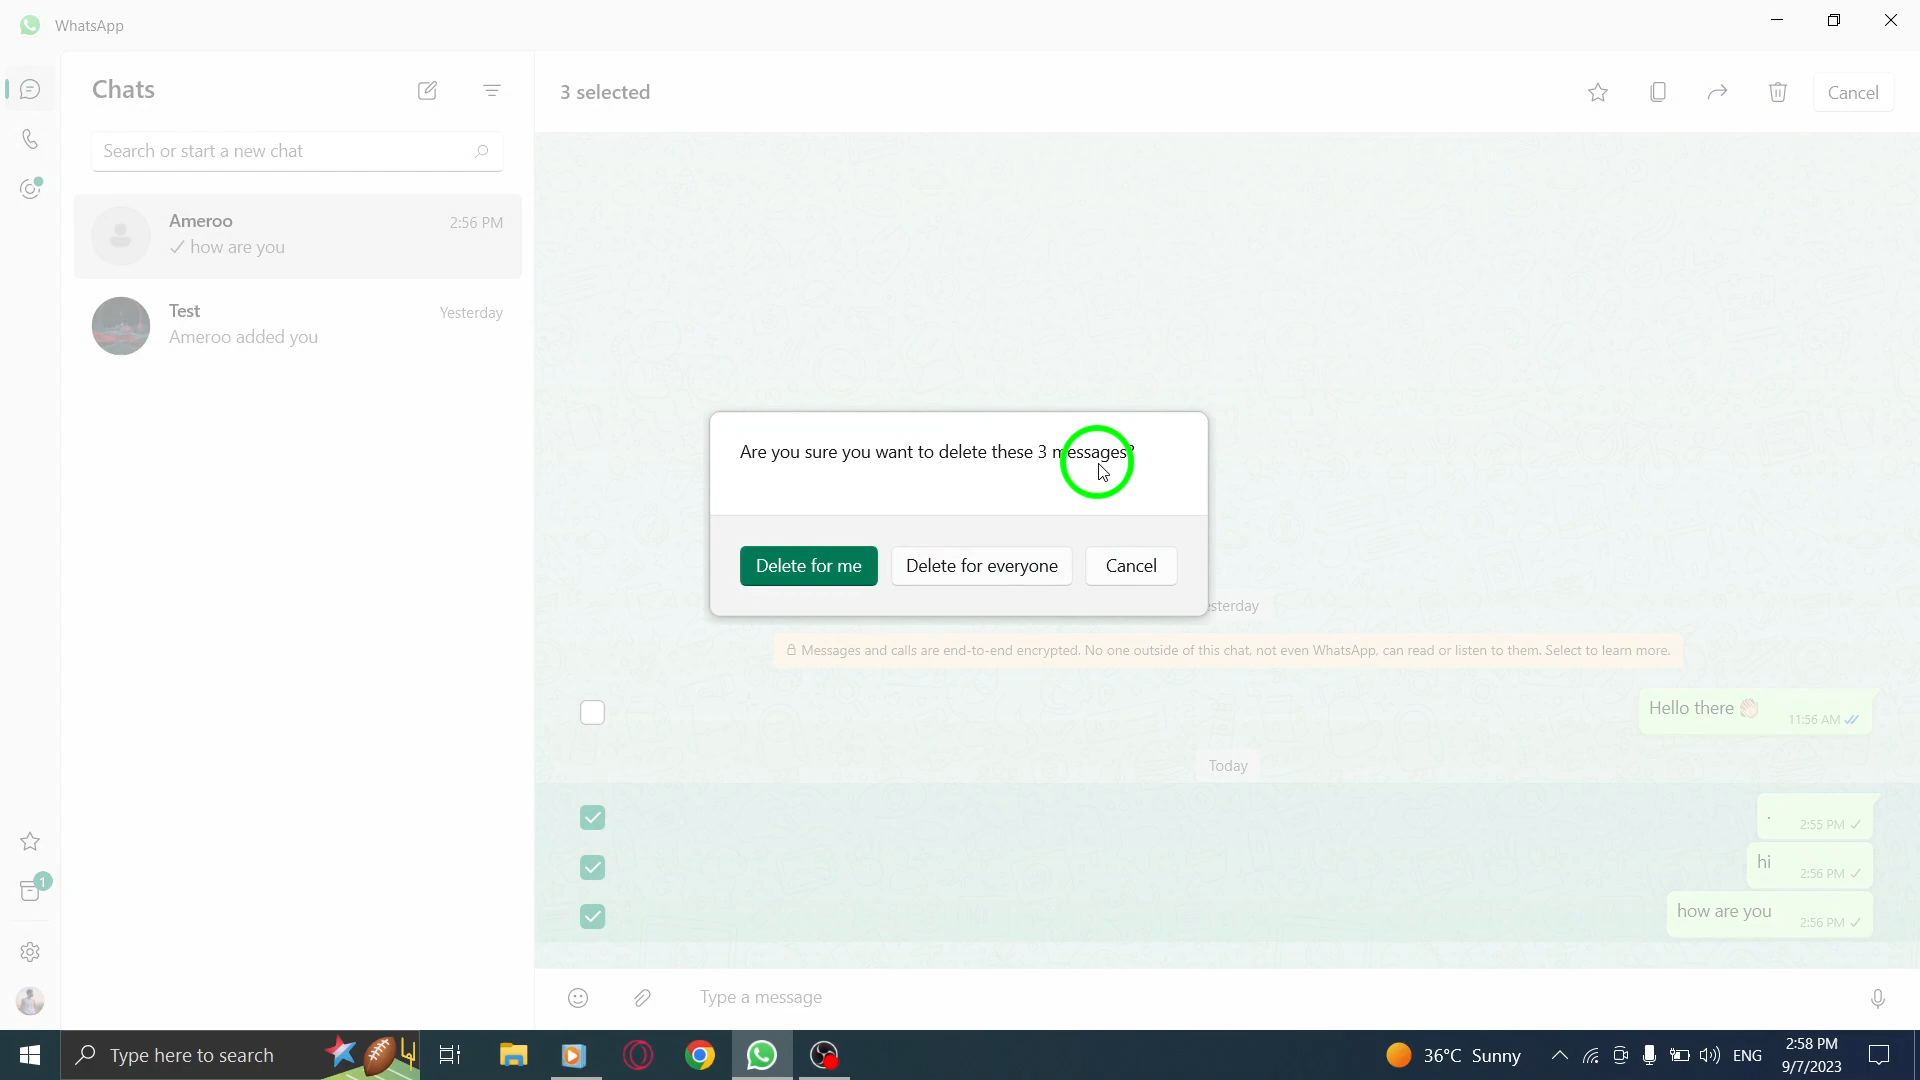 WhatsApp
Chats
3 selected
Cancel
Search or start a new chat
Ameroo
2:56 PM
how are you
Test
Yesterday
Ameroo added you
Are you sure you want to delete these 3 messages?
Delete for me
Delete for everyone
Cancel
esterday
Messages and calls are end-to-end encrypted. No one outside of this chat, not even WhatsApp, can read or listen to them. Select to learn more.
Hello there 👋🏻
11:56 AM
Today
.
2:55 PM
hi
2:56 PM
how are you
2:56 PM
1
Type a message
Type here to search
36°C Sunny
ENG
2:58 PM
9/7/2023